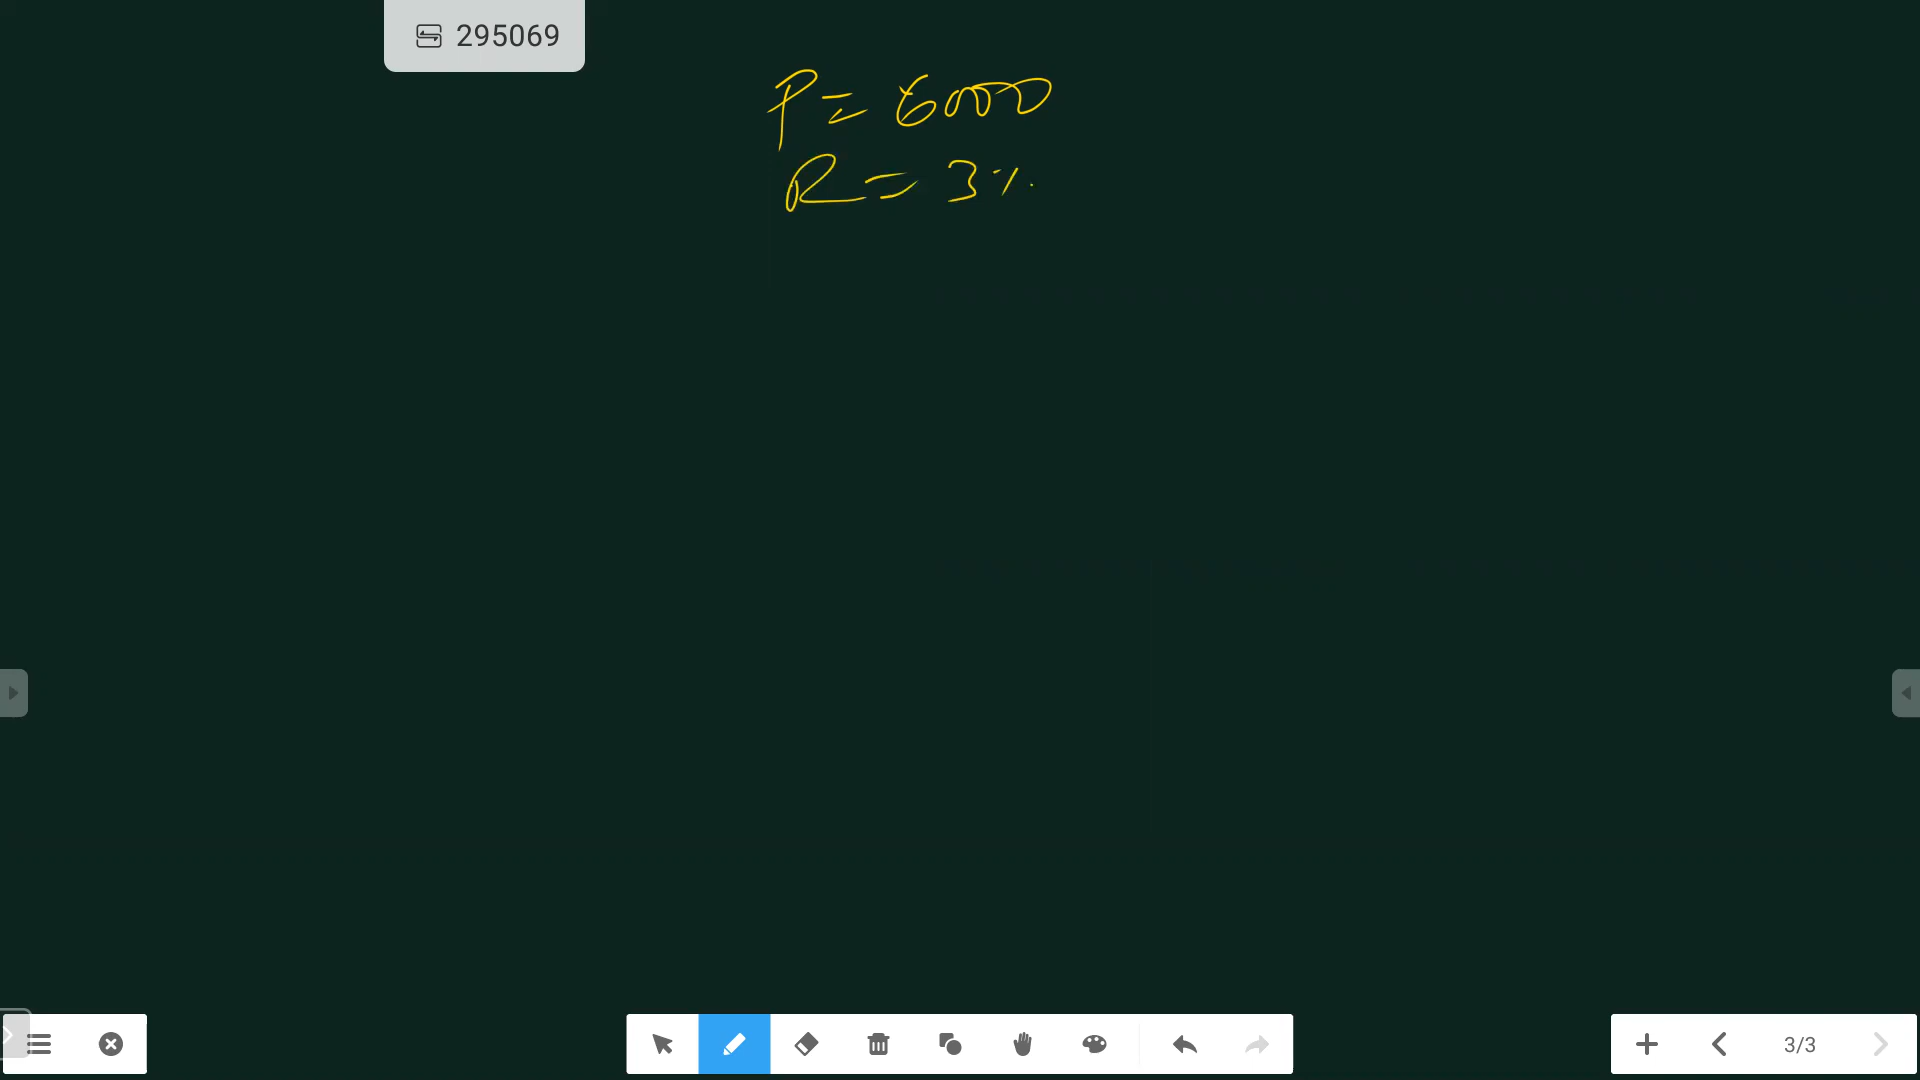 295069
P = 6000
R = 3%
3/3